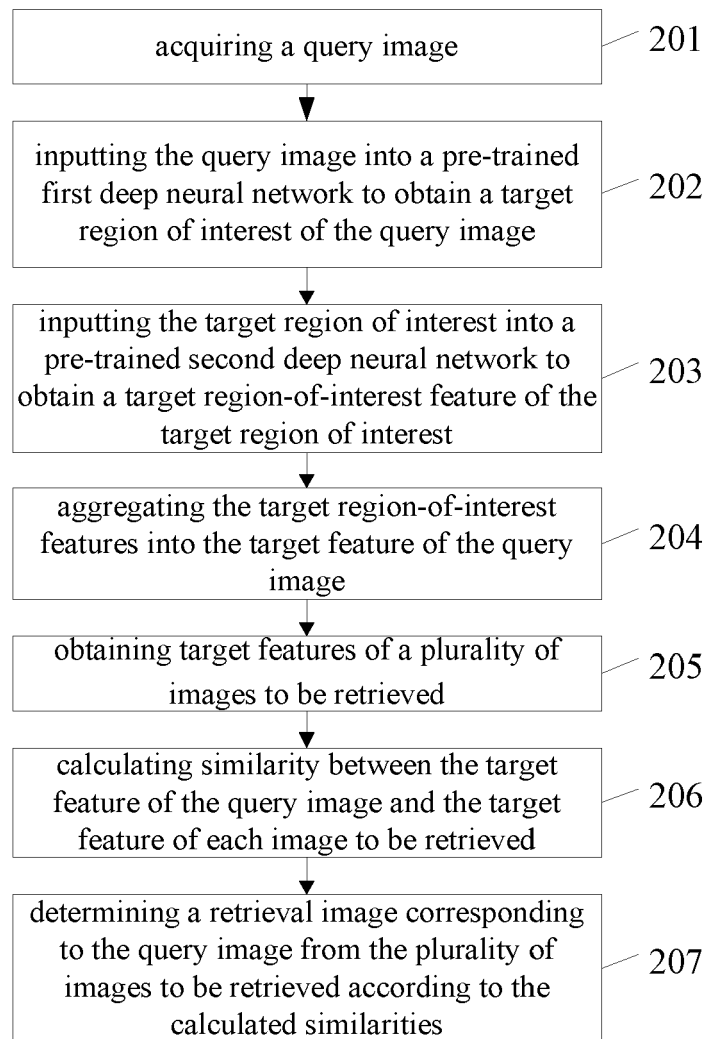 acquiring a query image
201
inputting the query image into a pre-trained
first deep neural network to obtain a target
region of interest of the query image
202
inputting the target region of interest into a
pre-trained second deep neural network to
obtain a target region-of-interest feature of the
target region of interest
203
aggregating the target region-of-interest
features into the target feature of the query
image
204
obtaining target features of a plurality of
images to be retrieved
205
calculating similarity between the target
feature of the query image and the target
feature of each image to be retrieved
206
determining a retrieval image corresponding
to the query image from the plurality of
images to be retrieved according to the
calculated similarities
207